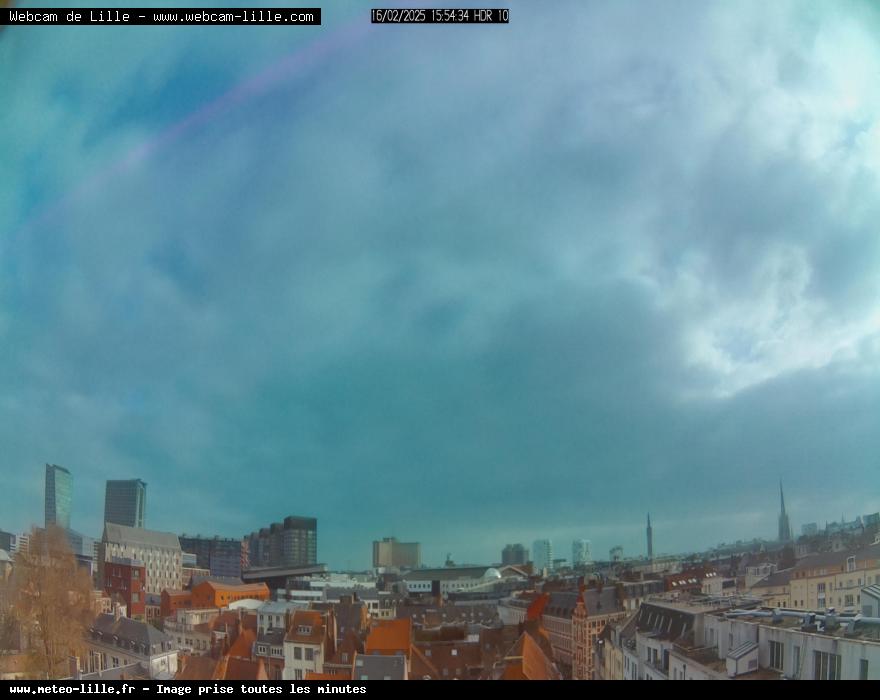 Webcam de Lille - www.webcam-lille.com
16/02/2025 15:54:34 HDR 10
www.meteo-lille.fr - Image prise toutes les minutes